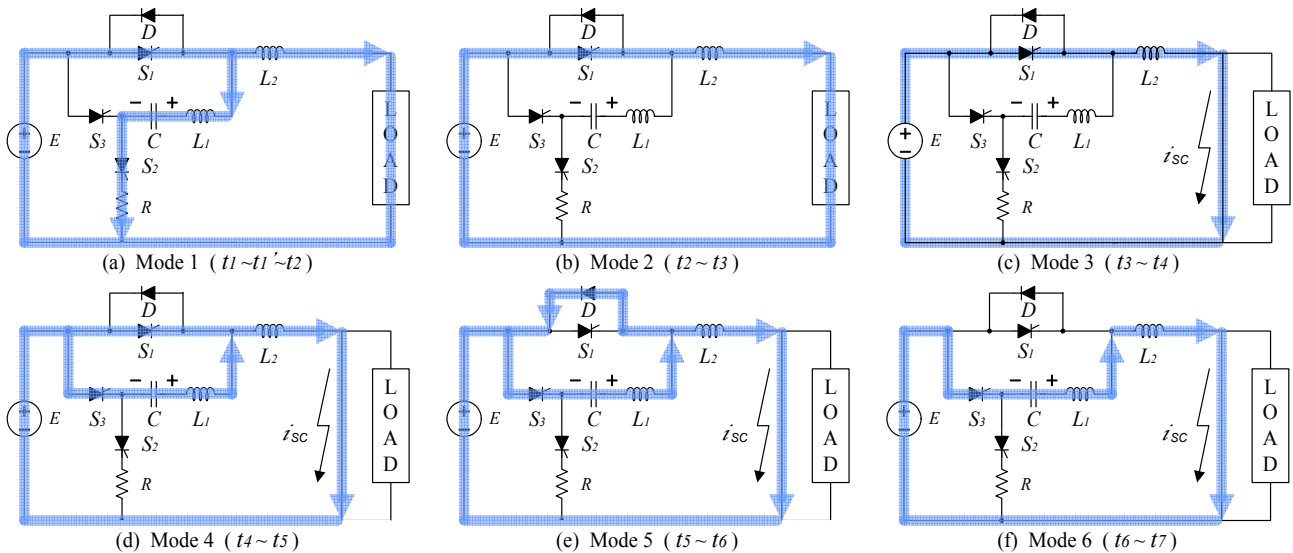 D
S1
L2
− +
S3 C L1
E
S2
R
+
−
L O A D
(a) Mode 1 ( t1 ~ t1' ~ t2 )
D
S1
L2
− +
S3 C L1
E
S2
R
+
−
L O A D
(b) Mode 2 ( t2 ~ t3 )
D
S1
L2
− +
S3 C L1
E
S2
R
+
−
iSC
L O A D
(c) Mode 3 ( t3 ~ t4 )
D
S1
L2
− +
S3 C L1
E
S2
R
+
−
iSC
L O A D
(d) Mode 4 ( t4 ~ t5 )
D
S1
L2
− +
S3 C L1
E
S2
R
+
−
iSC
L O A D
(e) Mode 5 ( t5 ~ t6 )
D
S1
L2
− +
S3 C L1
E
S2
R
+
−
iSC
L O A D
(f) Mode 6 ( t6 ~ t7 )